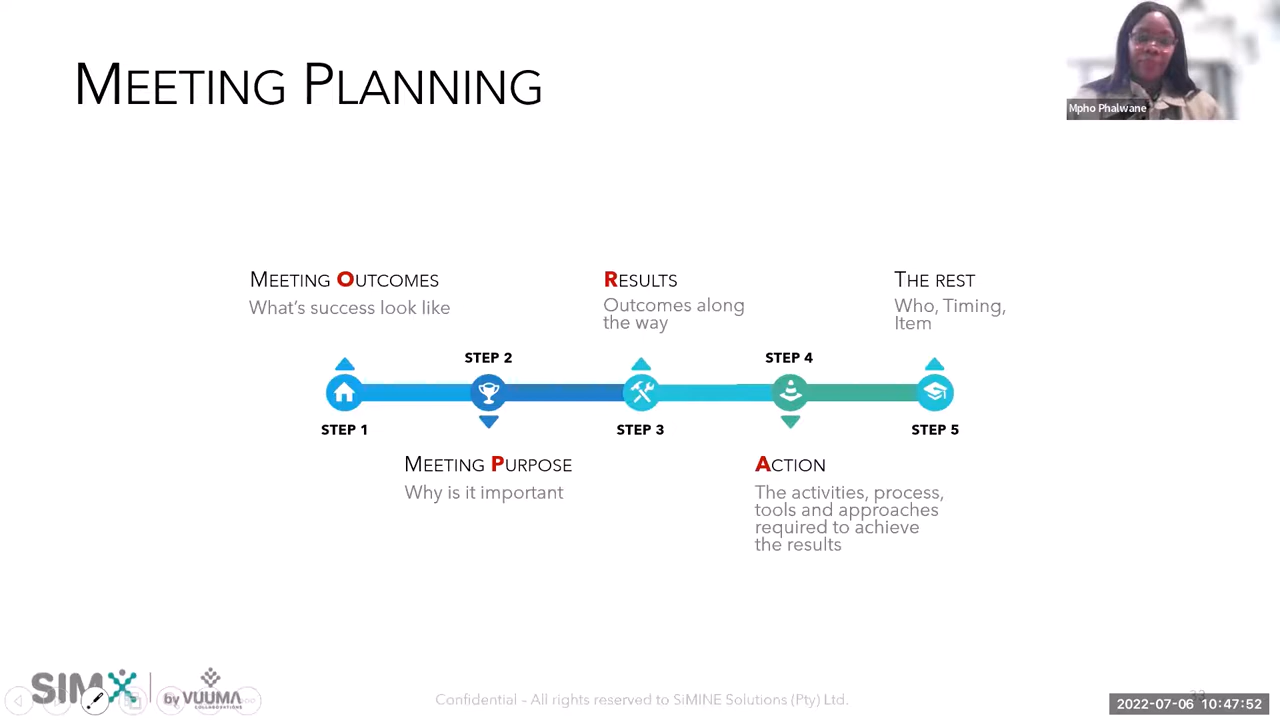 MEETING PLANNING
Mpho Phalwane
MEETING OUTCOMES
What's success look like
RESULTS
Outcomes along
the way
THE REST
Who, Timing,
Item
STEP 2
STEP 4
STEP 1
STEP 3
STEP 5
MEETING PURPOSE
Why is it important
ACTION
The activities, process,
tools and approaches
required to achieve
the results
SIMX
by VUUMA
COLLABORATIONS
Confidential - All rights reserved to SiMINE Solutions (Pty) Ltd.
2022-07-06 10:47:52